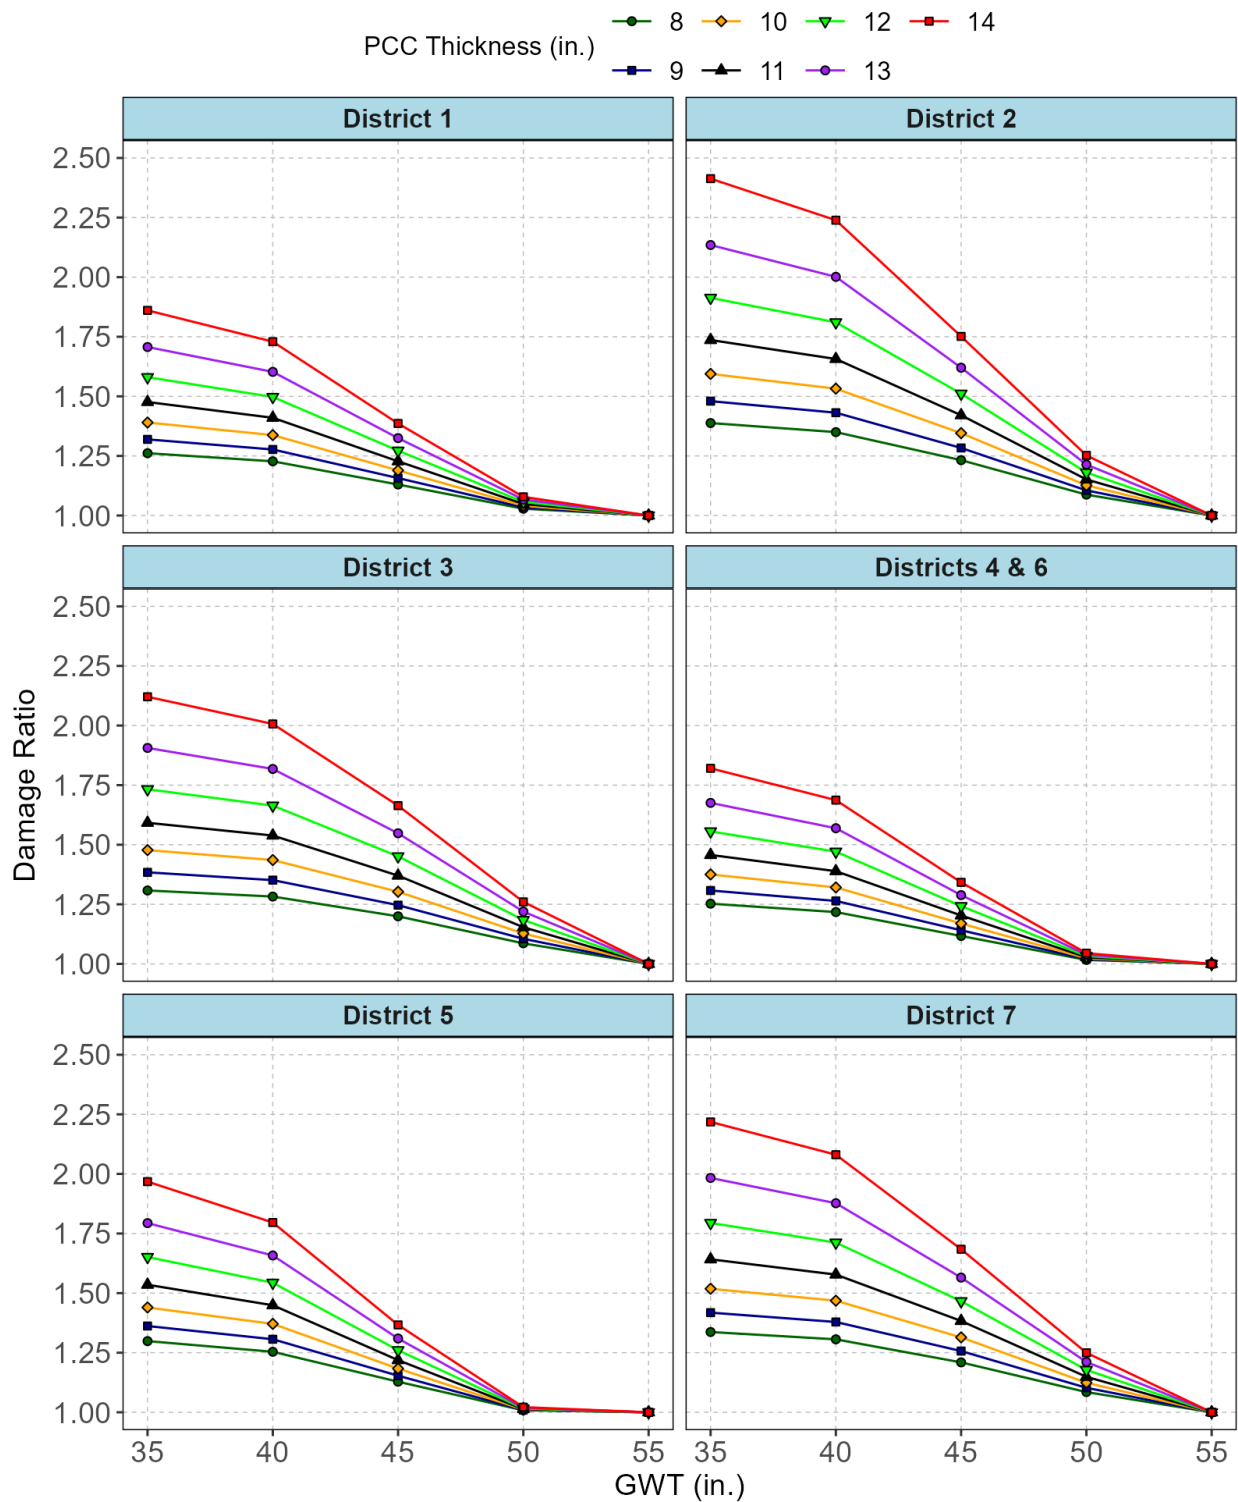 PCC Thickness (in.)
8 10 12 14
9 11 13
District 1 District 2
2.50
2.25
2.00
1.75
1.50
1.25
1.00
District 3 Districts 4 & 6
2.50
2.25
2.00
1.75
1.50
1.25
1.00
Damage Ratio
District 5 District 7
2.50
2.25
2.00
1.75
1.50
1.25
1.00
35 40 45 50 55 35 40 45 50 55
GWT (in.)